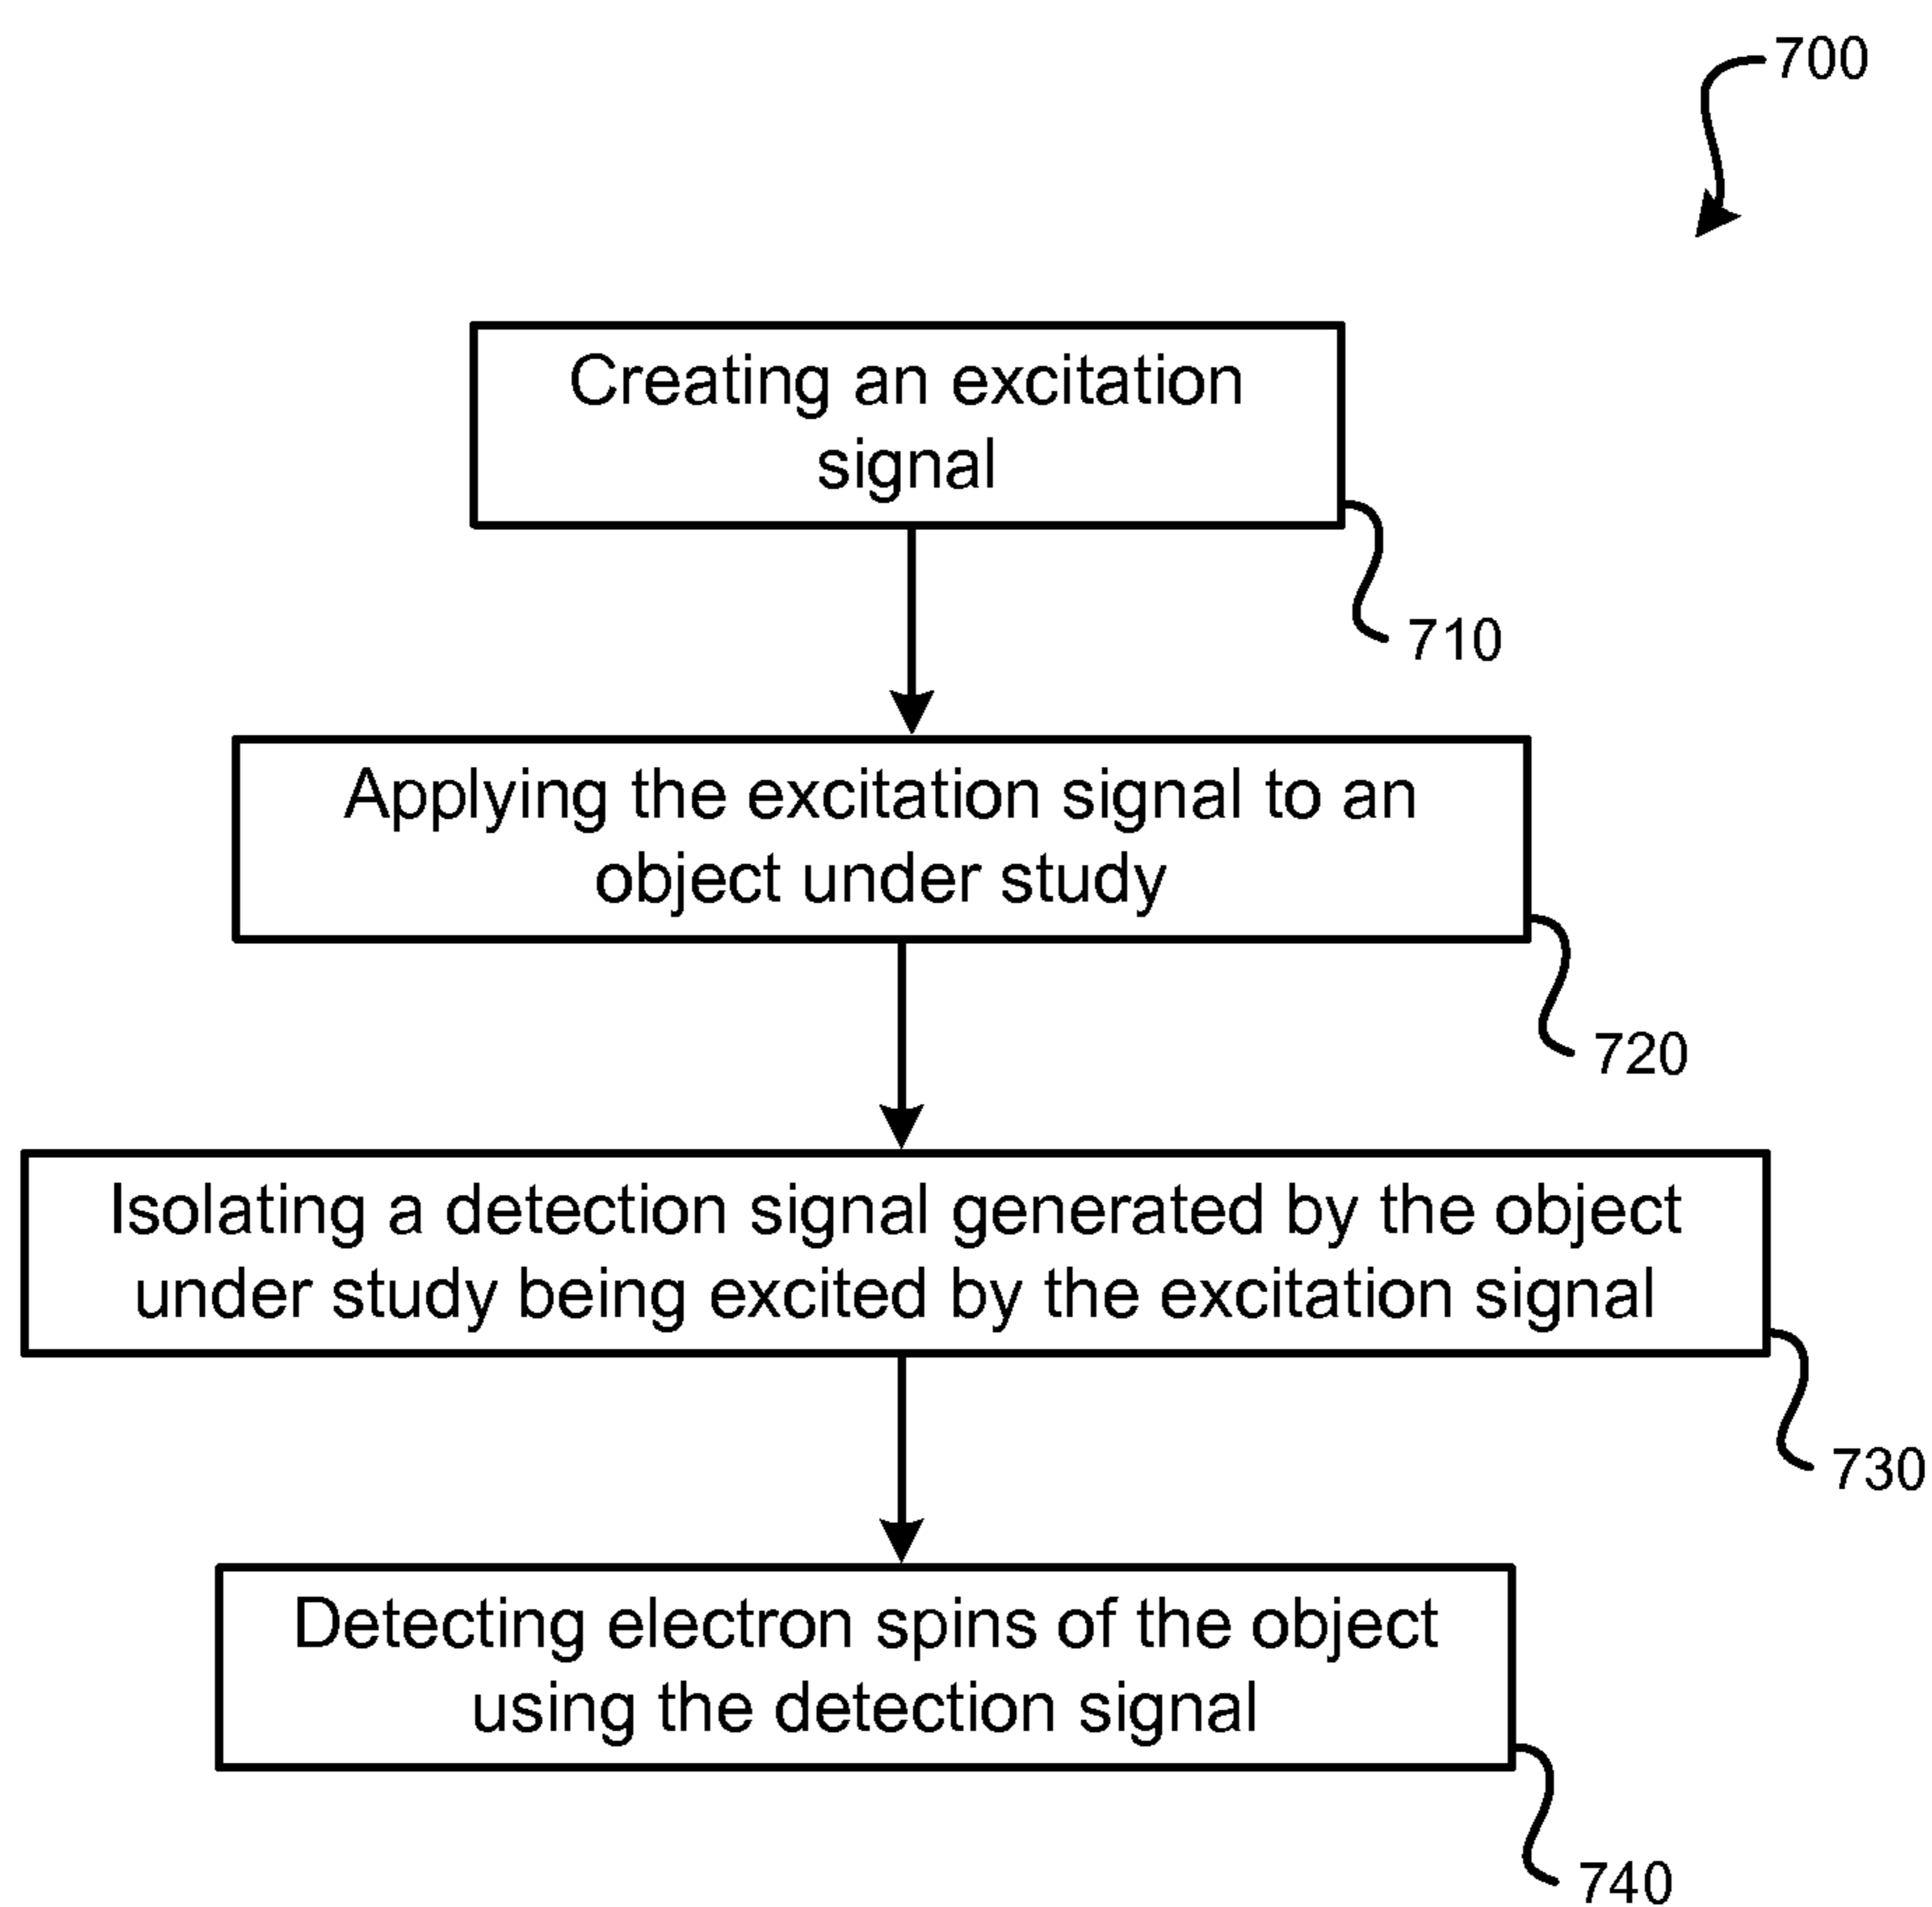 700
Creating an excitation
signal
710
Applying the excitation signal to an
object under study
720
Isolating a detection signal generated by the object
under study being excited by the excitation signal
730
Detecting electron spins of the object
using the detection signal
740